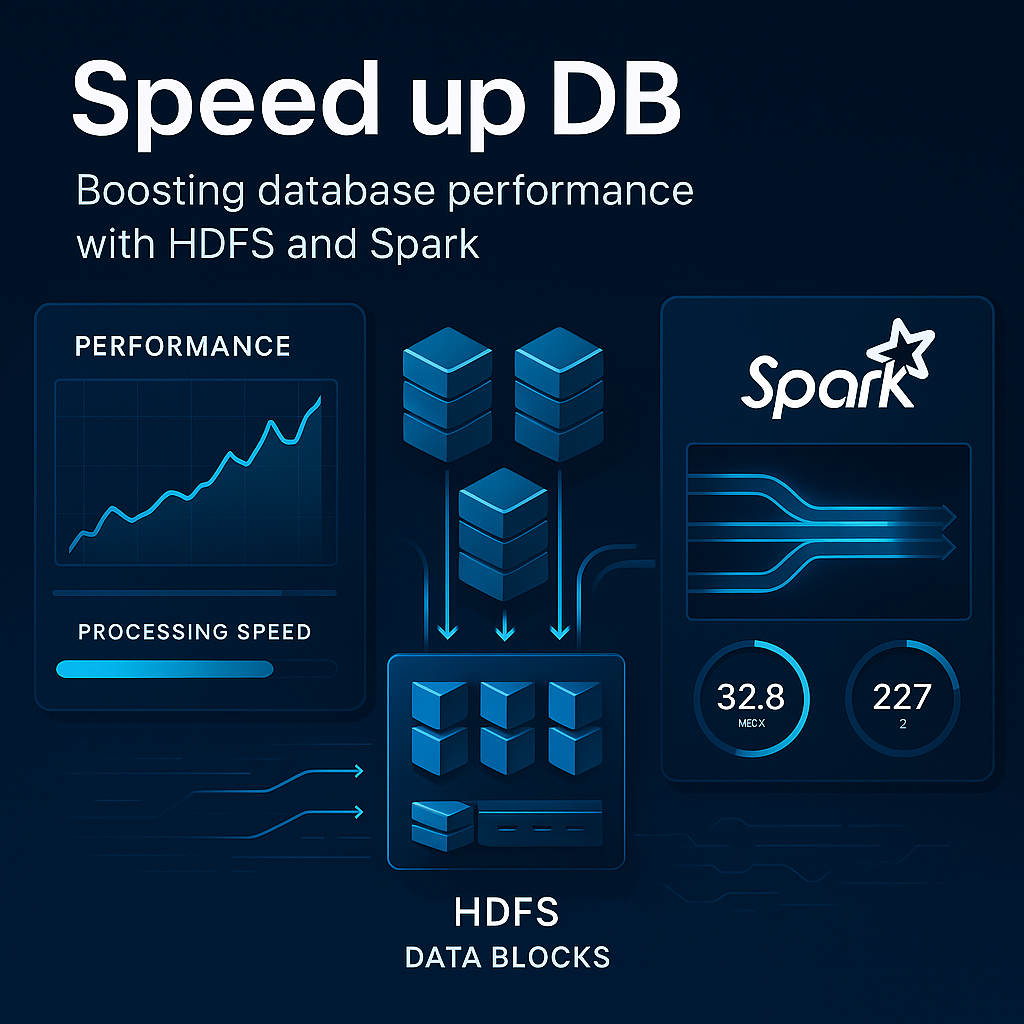 Speed up DB
Boosting database performance
with HDFS and Spark
PERFORMANCE
PROCESSING SPEED
Spark
32.8
MECX
227
2
HDFS
DATA BLOCKS